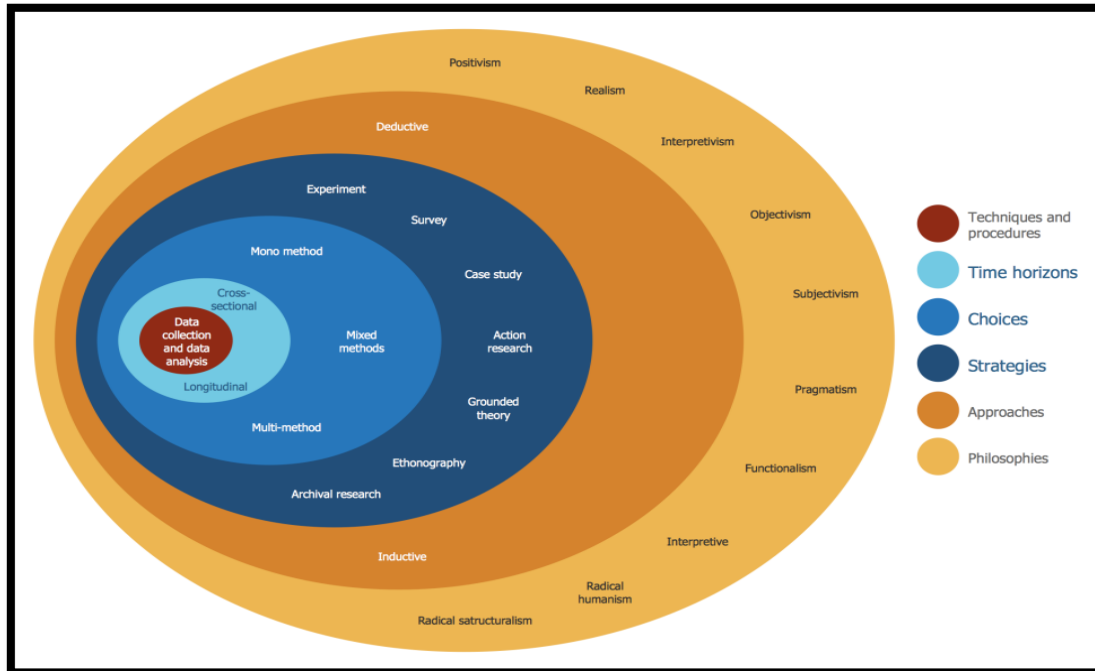 Positivism
Realism
Deductive
Interpretivism
Experiment
Survey
Objectivism
Mono method
Case study
Cross-
sectional
Subjectivism
Data
collection
and data
analysis
Mixed
methods
Action
research
Longitudinal
Pragmatism
Grounded
theory
Multi-method
Ethonography
Functionalism
Archival research
Interpretive
Inductive
Radical
humanism
Radical satructuralism
Techniques and
procedures
Time horizons
Choices
Strategies
Approaches
Philosophies